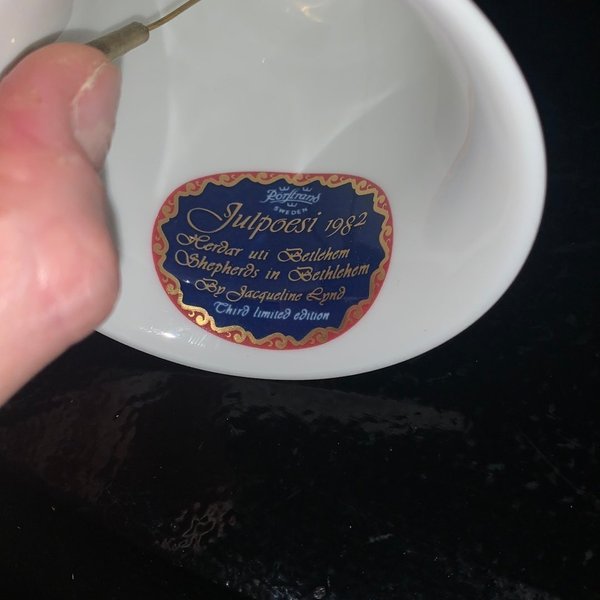 Rörstrand
SWEDEN
Julpoesi 1982
Herdar uti Betlehem
Shepherds in Bethlehem
By Jacqueline Lynd
Third limited edition